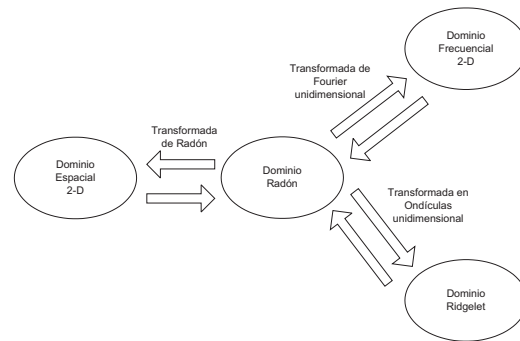 Dominio
Frecuencial
2-D
Transformada de
Fourier
unidimensional
Transformada
de Radón
Dominio
Espacial
2-D
Dominio
Radón
Transformada en
Ondículas
unidimensional
Dominio
Ridgelet